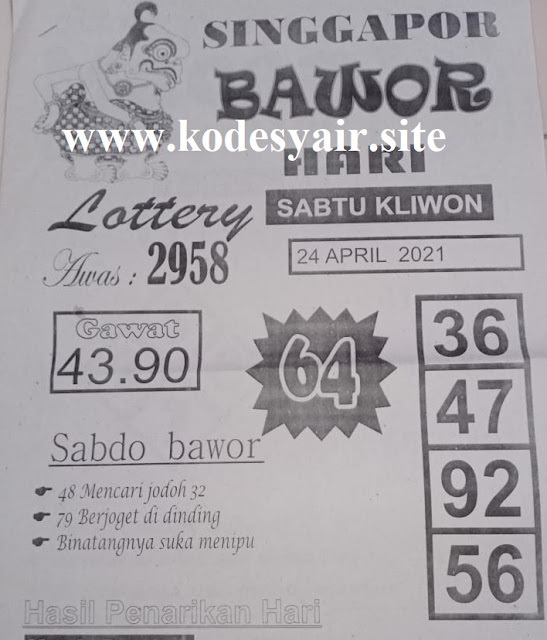 SINGGAPOR
BAWOR
www.kodesyair.site
HARI
Lottery
SABTU KLIWON
Awas : 2958
24 APRIL 2021
Gawat
43.90
64
36
47
92
56
Sabdo bawor
48 Mencari jodoh 32
79 Berjoget di dinding
Binatangnya suka menipu
Hasil Penarikan Hari